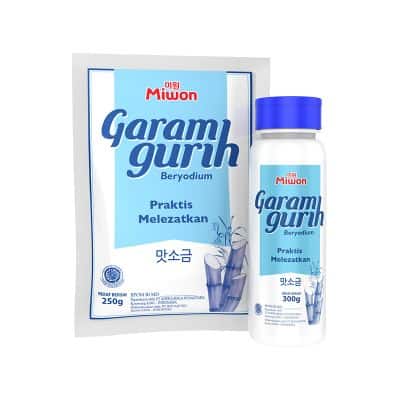 미원
Miwon
Garam
gurih
Beryodium
Praktis
Melezatkan
맛소금
250g
미원
Miwon
Garam
gurih
Beryodium
Praktis
Melezatkan
맛소금
300g